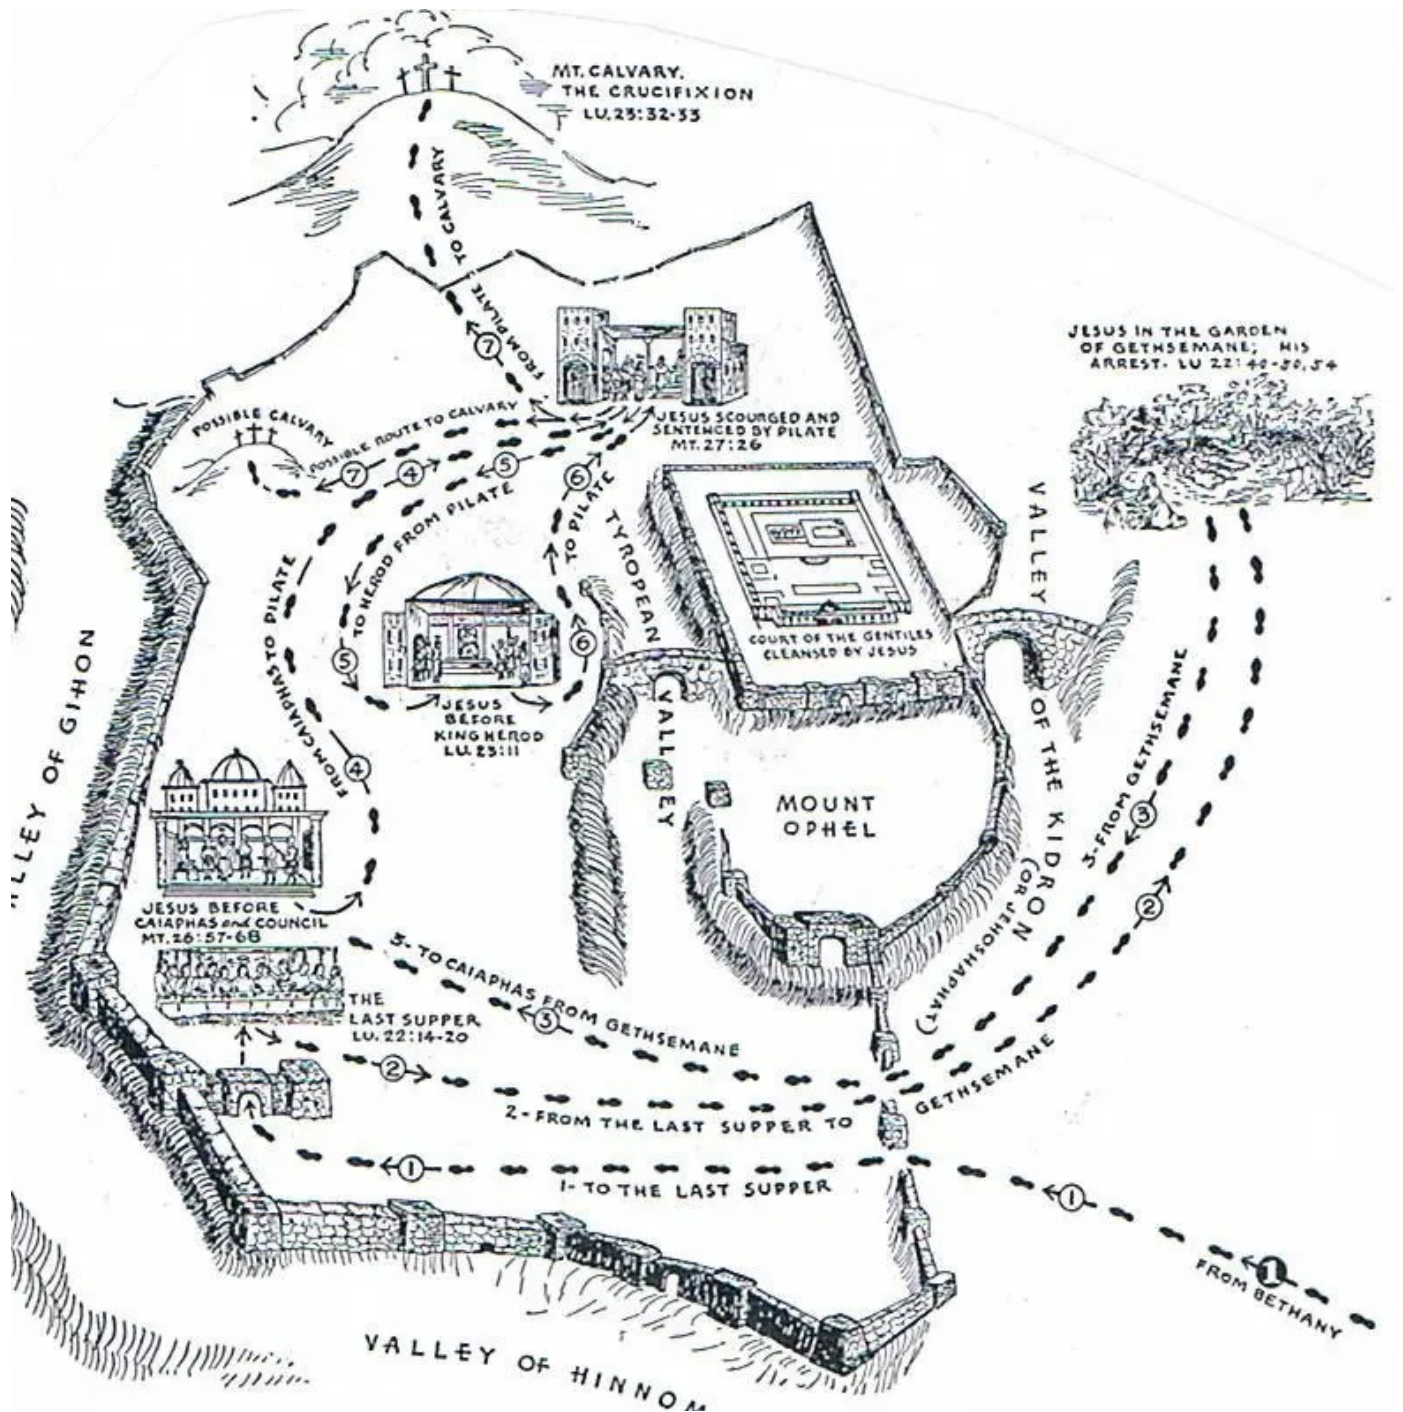 MT. CALVARY.
THE CRUCIFIXION
LU. 23:32-33
TO CALVARY
FROM PILATE
7
JESUS IN THE GARDEN
OF GETHSEMANE; HIS
ARREST. LU 22:40-50, 54
POSSIBLE CALVARY
POSSIBLE ROUTE TO CALVARY
7
4
5
6
JESUS SCOURGED AND
SENTENCED BY PILATE
MT. 27:26
TO HEROD FROM PILATE
TO PILATE
TYROPEAN
VALLEY
COURT OF THE GENTILES
CLEANSED BY JESUS
VALLEY OF THE KIDRON
(OR JEHOSHAPHAT)
FROM CAIAPHAS TO PILATE
5
6
4
JESUS
BEFORE
KING HEROD
LU. 23:11
VALLEY OF GIHON
MOUNT
OPHEL
3-FROM GETHSEMANE
3
2
JESUS BEFORE
CAIAPHAS and COUNCIL
MT. 26:57-68
3-TO CAIAPHAS FROM GETHSEMANE
3
THE
LAST SUPPER
LU. 22:14-20
2
2-FROM THE LAST SUPPER TO GETHSEMANE
1
1-TO THE LAST SUPPER
1
1
FROM BETHANY
VALLEY OF HINNOM